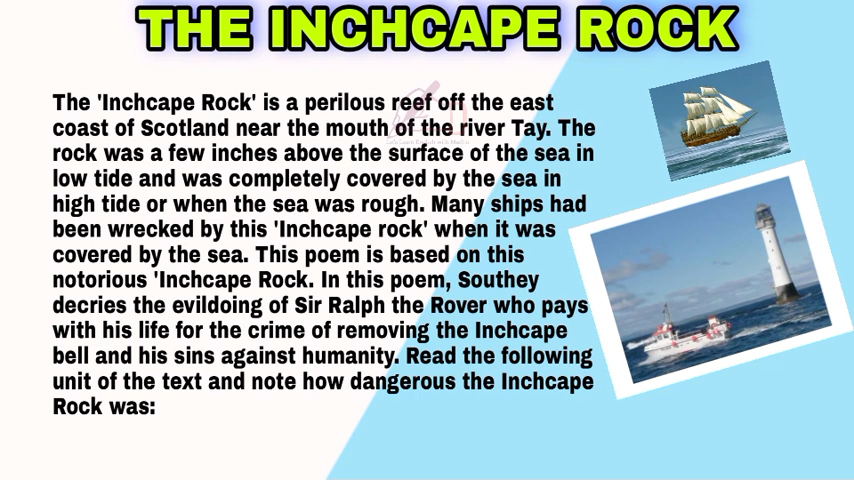 THE INCHCAPE ROCK
The 'Inchcape Rock' is a perilous reef off the east
coast of Scotland near the mouth of the river Tay. The
rock was a few inches above the surface of the sea in
low tide and was completely covered by the sea in
high tide or when the sea was rough. Many ships had
been wrecked by this 'Inchcape rock' when it was
covered by the sea. This poem is based on this
notorious 'Inchcape Rock. In this poem, Southey
decries the evildoing of Sir Ralph the Rover who pays
with his life for the crime of removing the Inchcape
bell and his sins against humanity. Read the following
unit of the text and note how dangerous the Inchcape
Rock was: